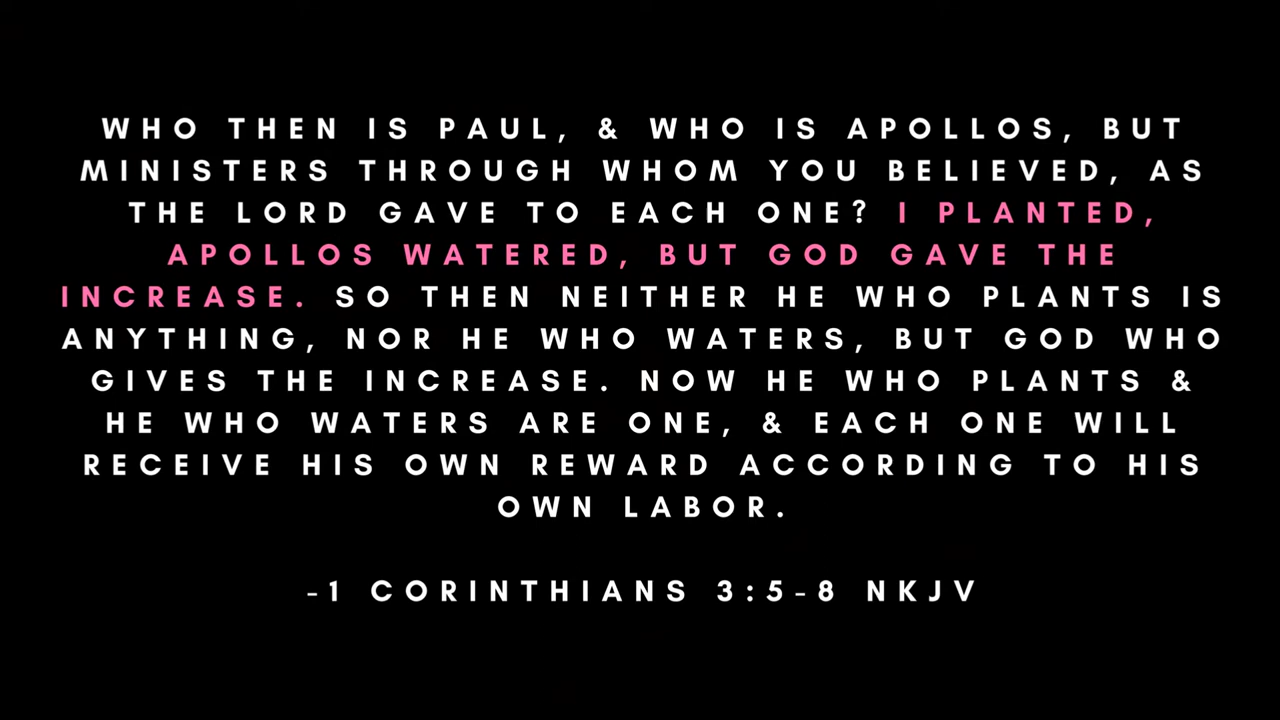 WHO THEN IS PAUL, & WHO IS APOLLOS, BUT
MINISTERS THROUGH WHOM YOU BELIEVED, AS
THE LORD GAVE TO EACH ONE? I PLANTED,
APOLLOS WATERED, BUT GOD GAVE THE
INCREASE. SO THEN NEITHER HE WHO PLANTS IS
ANYTHING, NOR HE WHO WATERS, BUT GOD WHO
GIVES THE INCREASE. NOW HE WHO PLANTS &
HE WHO WATERS ARE ONE, & EACH ONE WILL
RECEIVE HIS OWN REWARD ACCORDING TO HIS
OWN LABOR.
-1 CORINTHIANS 3:5-8 NKJV